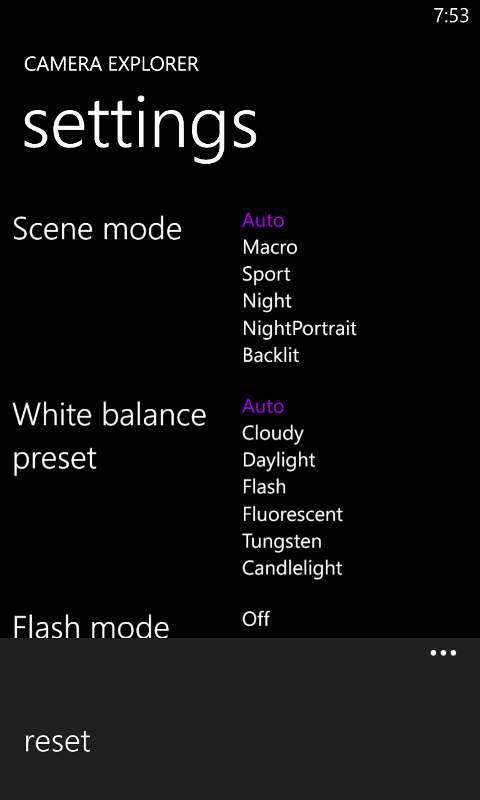 7:53
CAMERA EXPLORER
settings
Scene mode
Auto
Macro
Sport
Night
NightPortrait
Backlit
White balance
preset
Auto
Cloudy
Daylight
Flash
Fluorescent
Tungsten
Candlelight
Flash mode
Off
reset